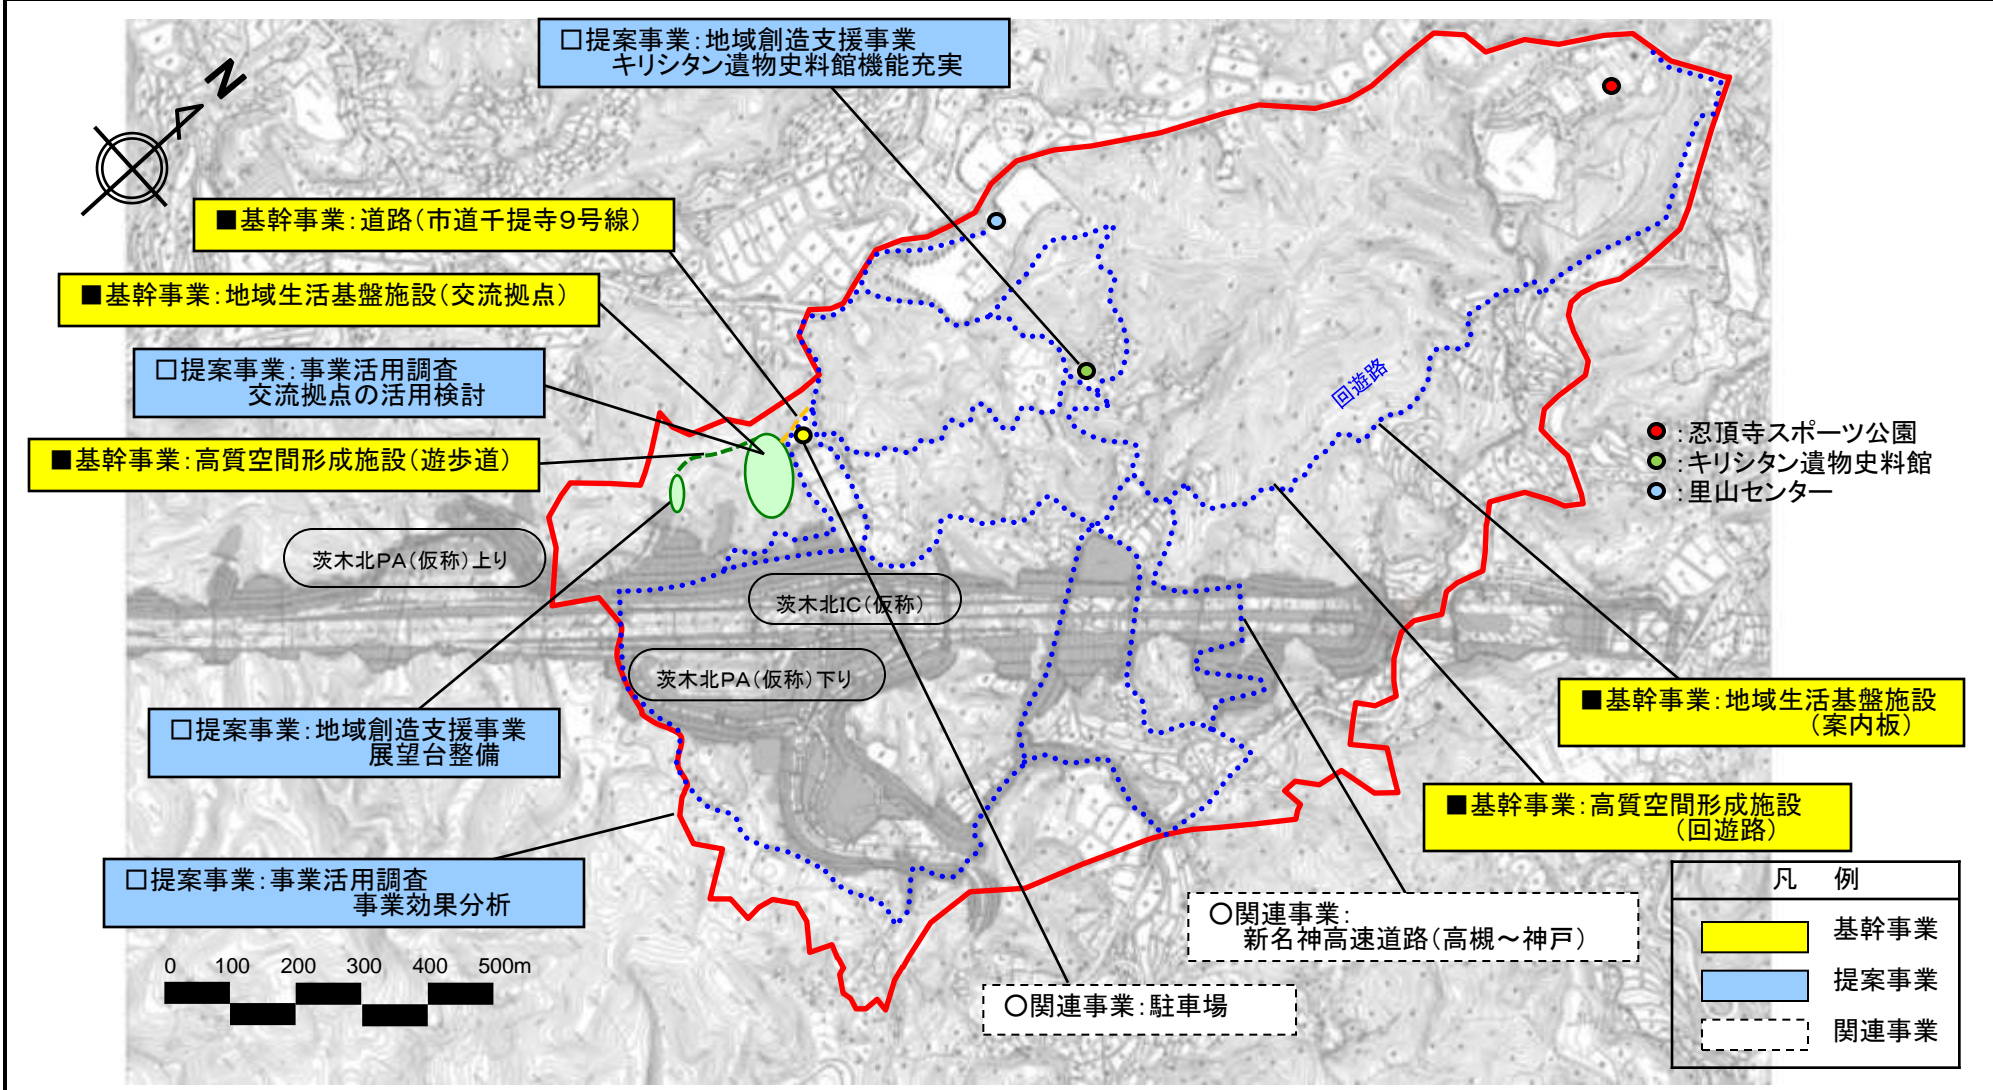 □提案事業：地域創造支援事業
キリシタン遺物史料館機能充実
N
■基幹事業：道路（市道千提寺９号線）
■基幹事業：地域生活基盤施設（交流拠点）
□提案事業：事業活用調査
交流拠点の活用検討
■基幹事業：高質空間形成施設（遊歩道）
回遊路
：忍頂寺スポーツ公園
：キリシタン遺物史料館
：里山センター
茨木北PA（仮称）上り
茨木北IC（仮称）
茨木北PA（仮称）下り
□提案事業：地域創造支援事業
展望台整備
■基幹事業：地域生活基盤施設
（案内板）
■基幹事業：高質空間形成施設
（回遊路）
□提案事業：事業活用調査
事業効果分析
○関連事業：
新名神高速道路（高槻～神戸）
○関連事業：駐車場
0 100 200 300 400 500m
凡 例
基幹事業
提案事業
関連事業